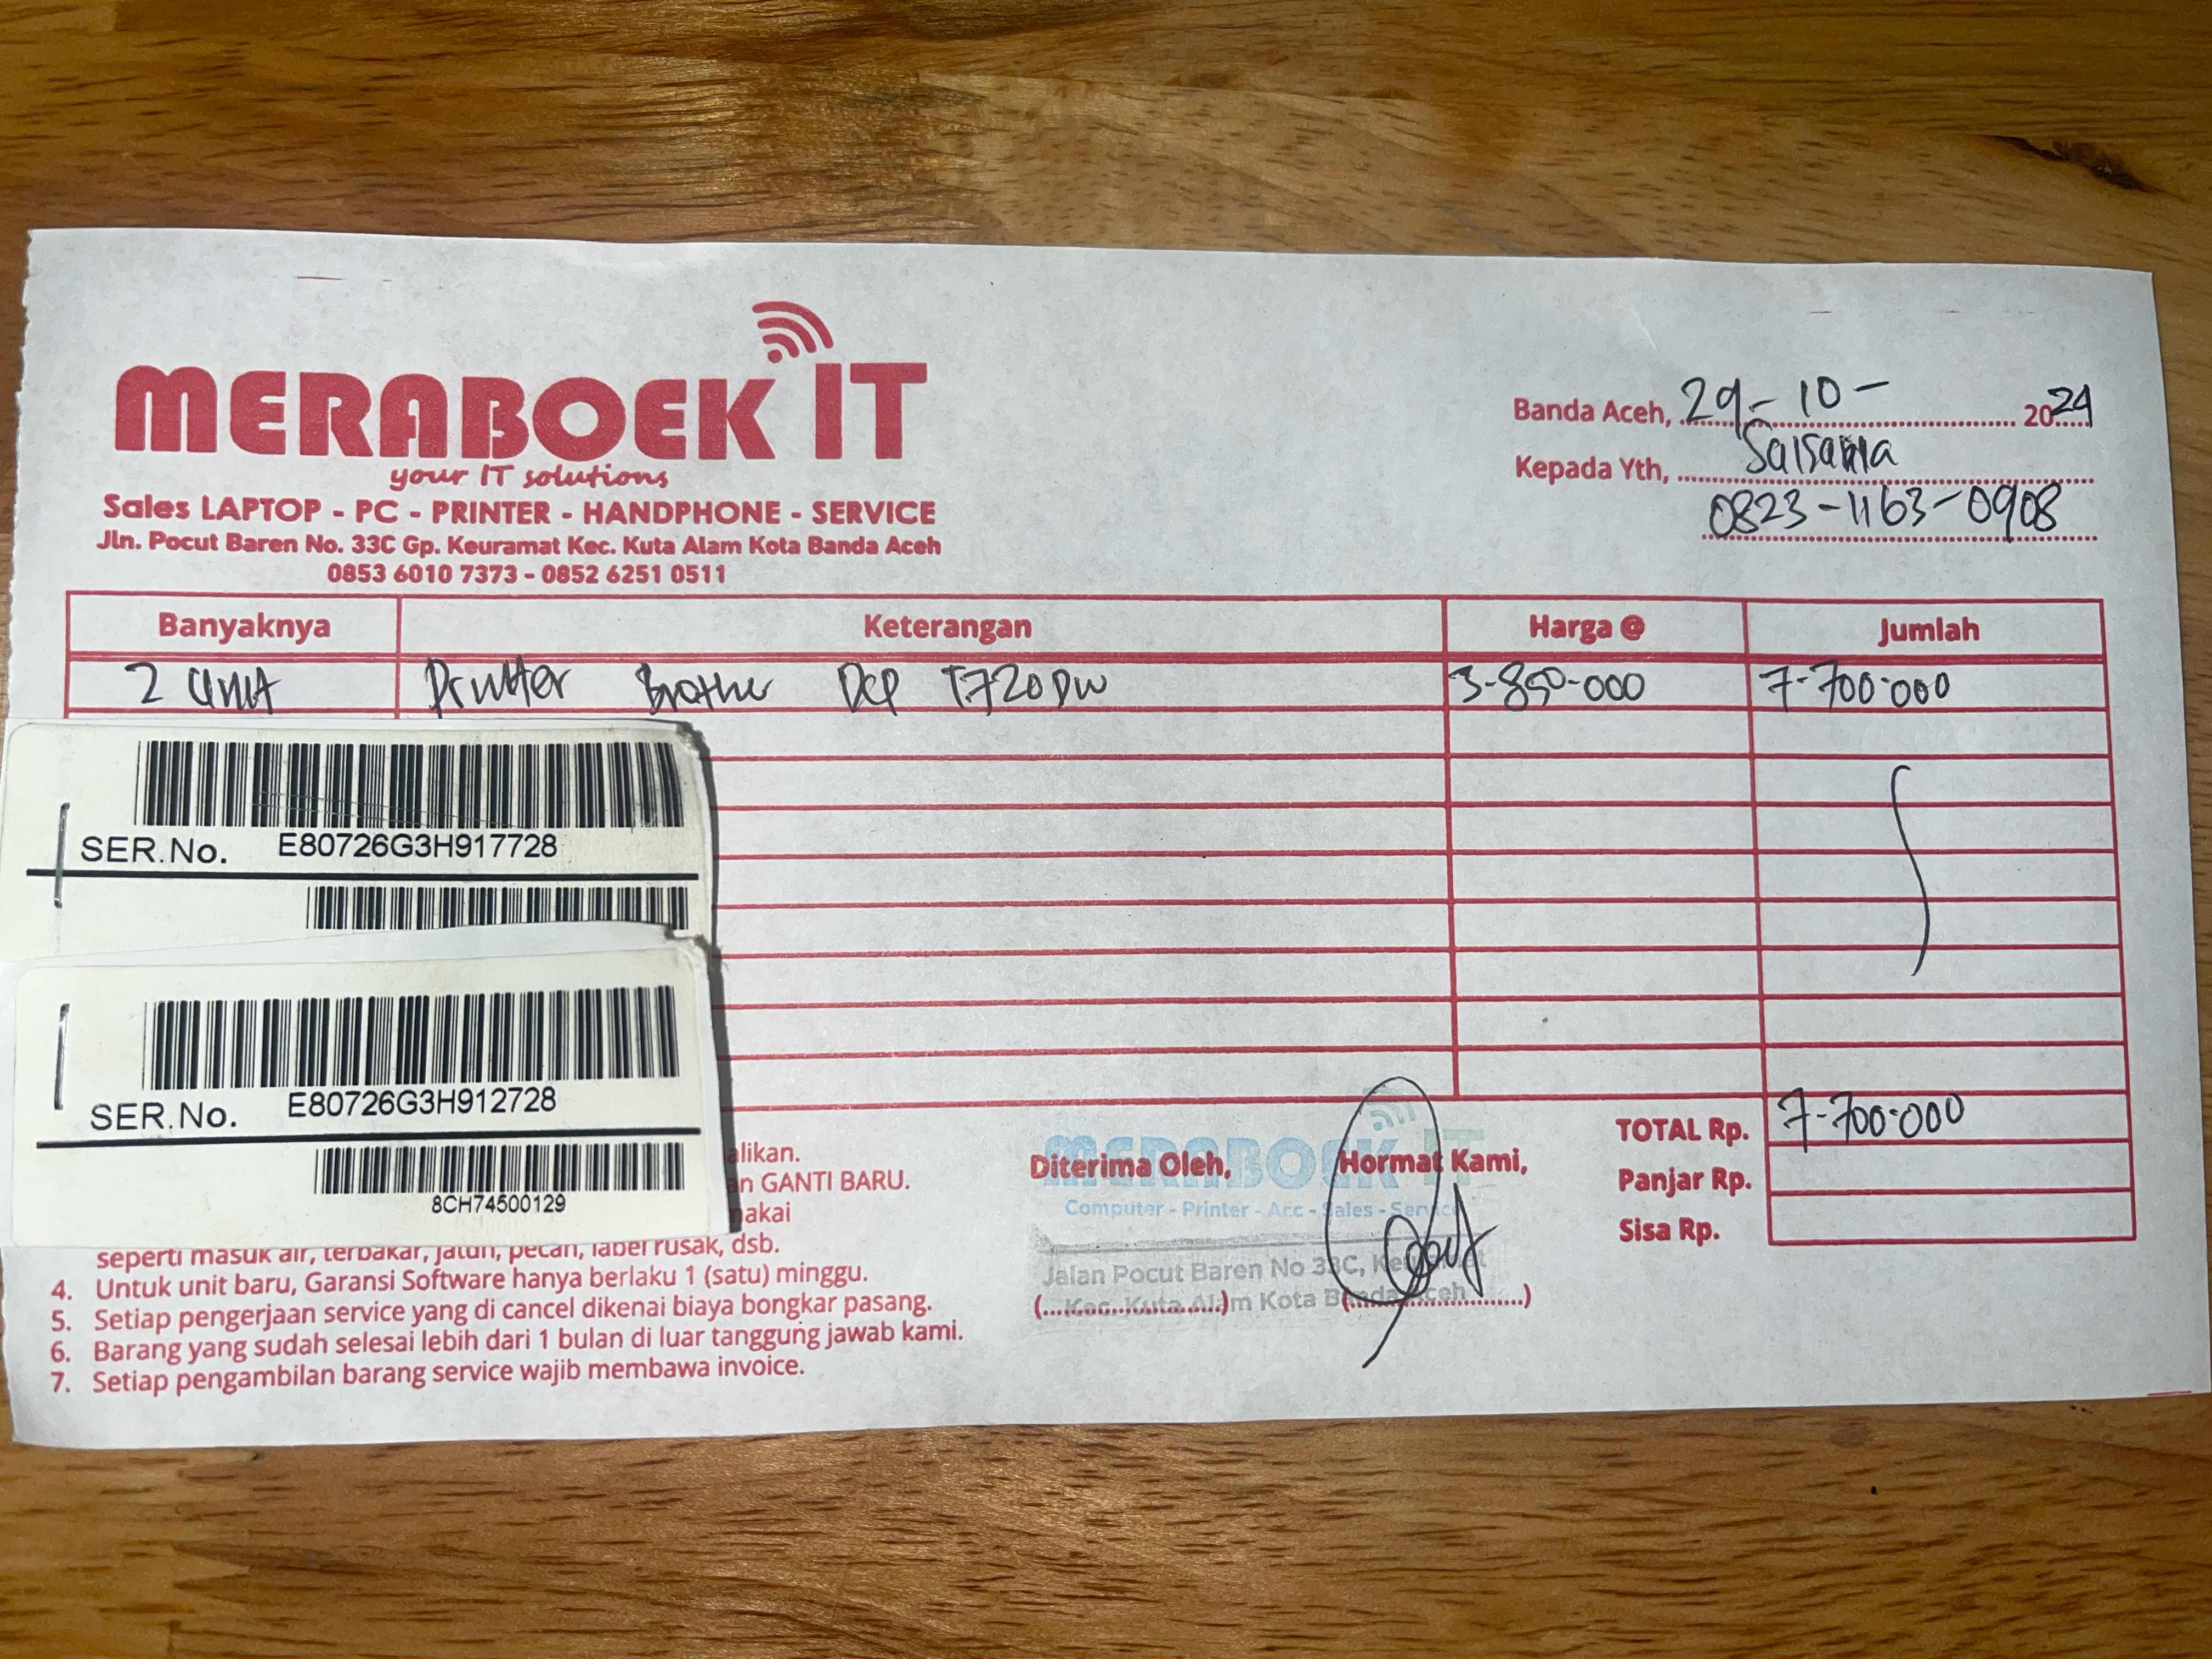 MERABOEK IT
your IT solutions
Sales LAPTOP - PC - PRINTER - HANDPHONE - SERVICE
Jln. Pocut Baren No. 33C Gp. Keuramat Kec. Kuta Alam Kota Banda Aceh
0853 6010 7373 - 0852 6251 0511
Banda Aceh, 29-10- 2024
Kepada Yth,
0823-1163-0908
Banyaknya Keterangan Harga @ Jumlah
2 Unit Printer Brother DCP T720DW 3-850-000 7-700-000
SER.No. E80726G3H917728
SER.No. E80726G3H912728
8CH74500129
alikan.
an GANTI BARU.
akai
seperti masuk air, terbakar, jatuh, pecah, label rusak, dsb.
4. Untuk unit baru, Garansi Software hanya berlaku 1 (satu) minggu.
5. Setiap pengerjaan service yang di cancel dikenai biaya bongkar pasang.
6. Barang yang sudah selesai lebih dari 1 bulan di luar tanggung jawab kami.
7. Setiap pengambilan barang service wajib membawa invoice.
Diterima Oleh, Hormat Kami,
MERABOEK IT
Computer - Printer - Acc - Sales - Service
Jalan Pocut Baren No 33C, Keuramat
Kec. Kuta Alam Kota Banda Aceh
(........................) (........................)
TOTAL Rp. 7-700-000
Panjar Rp.
Sisa Rp.